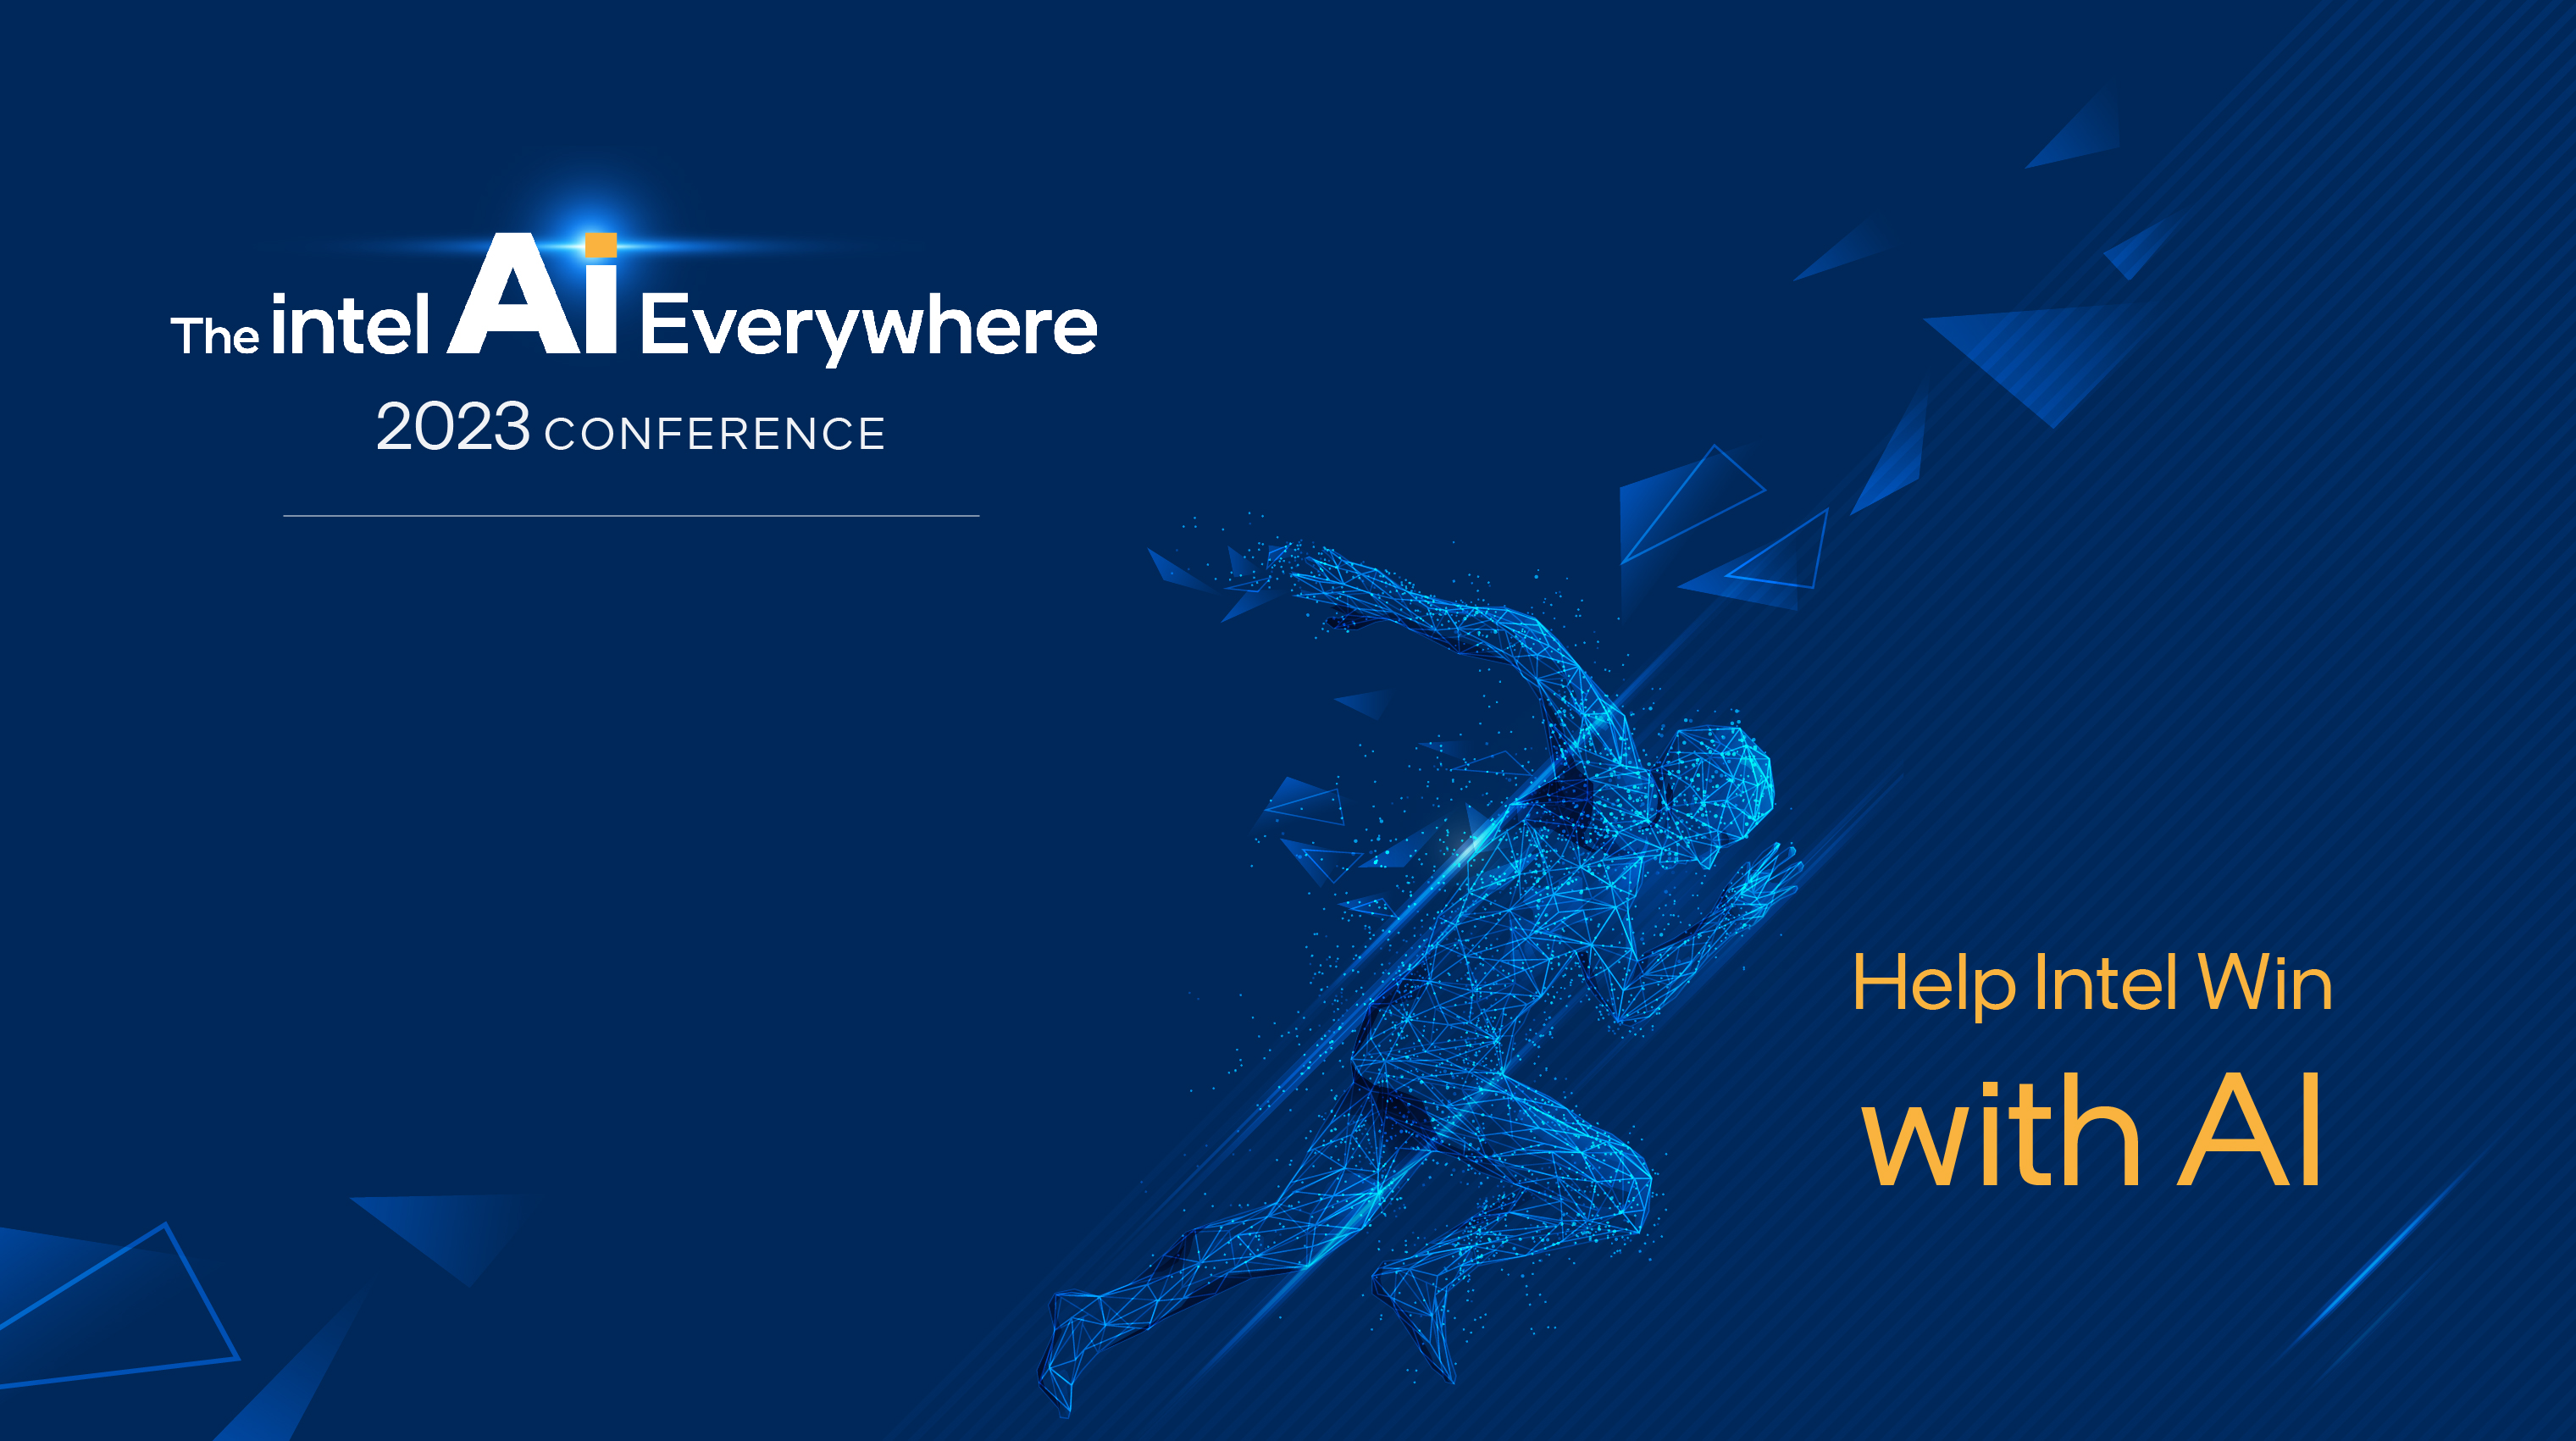 The intel Ai Everywhere
2023 CONFERENCE
Help Intel Win
with AI